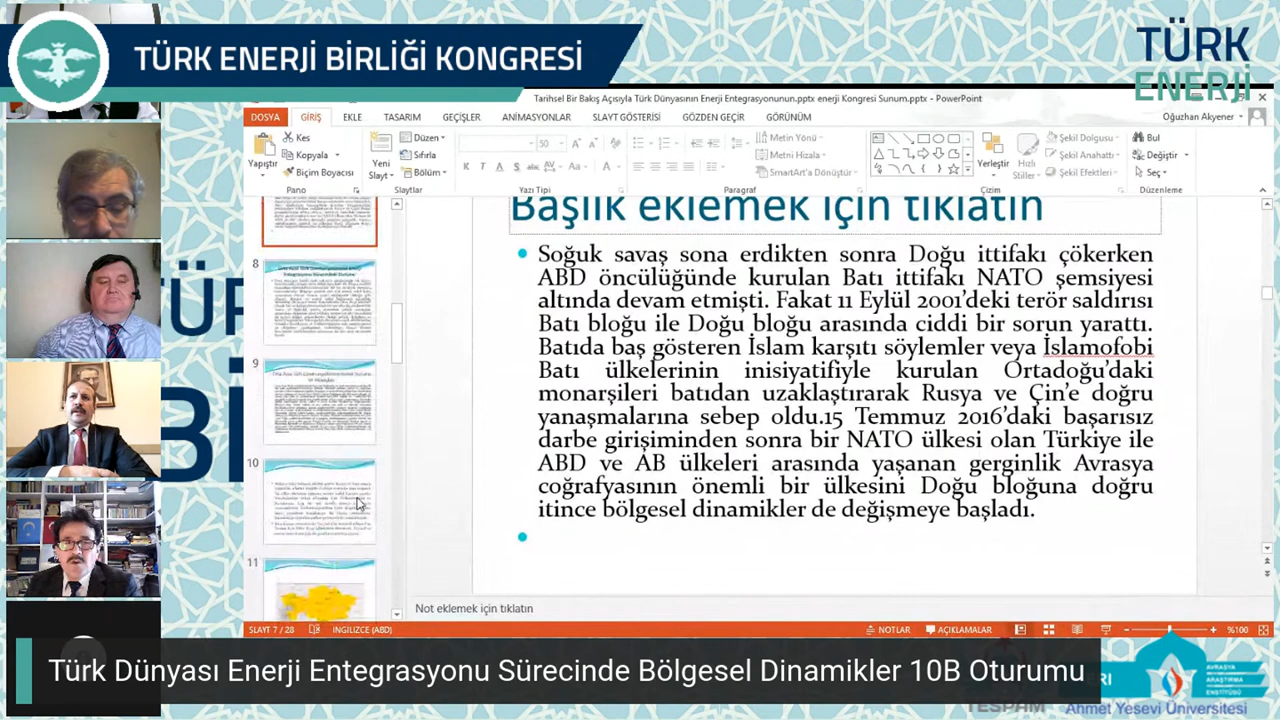 TÜRK ENERJİ BİRLİĞİ KONGRESİ
TÜRK
ENERJİ
Tarihsel Bir Bakış Açısıyla Türk Dünyasının Enerji Entegrasyonunun.pptx enerji Kongresi Sunum.pptx - PowerPoint
DOSYA GİRİŞ EKLE TASARIM GEÇİŞLER ANİMASYONLAR SLAYT GÖSTERİSİ GÖZDEN GEÇİR GÖRÜNÜM Oğuzhan Akyener
Yapıştır
Kes
Kopyala
Biçim Boyacısı
Pano
Yeni
Slayt
Düzen
Sıfırla
Bölüm
Slaytlar
50
K T A S abc AV Aa A
Yazı Tipi
Metin Yönü
Metni Hizala
SmartArt'a Dönüştür
Paragraf
Yerleştir
Hızlı
Stiller
Şekil Dolgusu
Şekil Anahattı
Şekil Efektleri
Çizim
Bul
Değiştir
Seç
Düzenleme
8
9
10
11
Başlık eklemek için tıklatın
Soğuk savaş sona erdikten sonra Doğu ittifakı çökerken
ABD öncülüğünde kurulan Batı ittifakı NATO şemsiyesi
altında devam etmişti. Fakat 11 Eylül 2001'deki terör saldırısı
Batı bloğu ile Doğu bloğu arasında ciddi bir sorun yarattı.
Batıda baş gösteren İslam karşıtı söylemler veya İslamofobi
Batı ülkelerinin inisiyatifiyle kurulan Ortadoğu'daki
monarşileri batıdan uzaklaştırarak Rusya ve Çin'e doğru
yanaşmalarına sebep oldu.15 Temmuz 2016'daki başarısız
darbe girişiminden sonra bir NATO ülkesi olan Türkiye ile
ABD ve AB ülkeleri arasında yaşanan gerginlik Avrasya
coğrafyasının önemli bir ülkesini Doğu bloğuna doğru
itince bölgesel dinamikler de değişmeye başladı.
Not eklemek için tıklatın
SLAYT 7 / 28 İNGİLİZCE (ABD) NOTLAR AÇIKLAMALAR %100
Türk Dünyası Enerji Entegrasyonu Sürecinde Bölgesel Dinamikler 10B Oturumu
AVRASYA
ARAŞTIRMA
ENSTİTÜSÜ
TESPAM
Ahmet Yesevi Üniversitesi